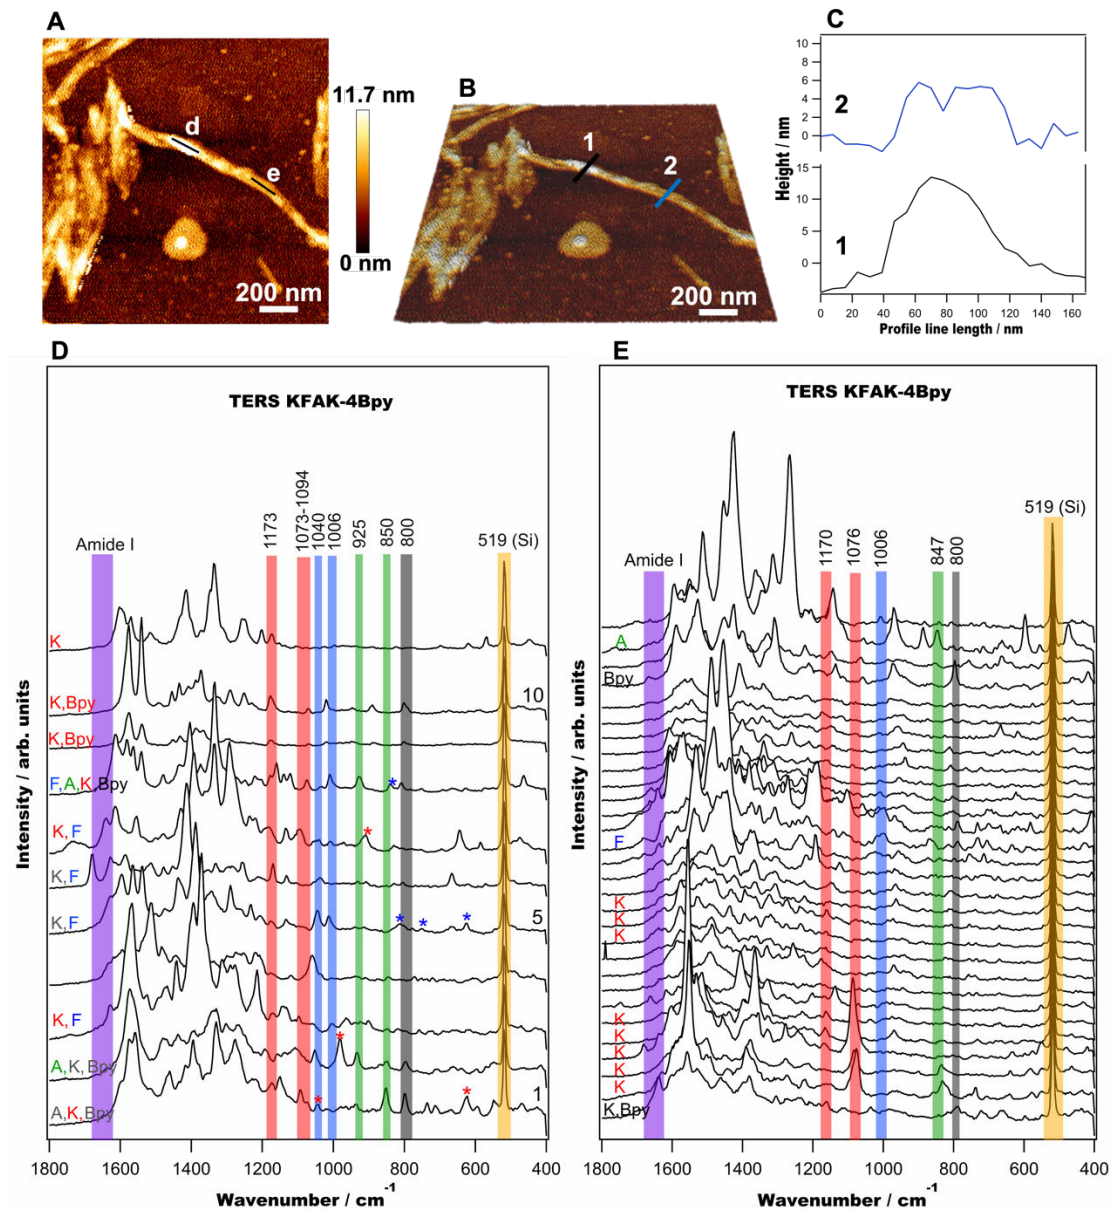 A
11.7 nm
0 nm
d
e
200 nm
B
1
2
200 nm
C
10
8
6
4
2
0
2
15
10
5
0
1
Height / nm
0 20 40 60 80 100 120 140 160
Profile line length / nm
D
TERS KFAK-4Bpy
Amide I
1173
1073-1094
1040
1006
925
850
800
519 (Si)
K
K,Bpy
10
K,Bpy
F,A,K,Bpy
*
K,F
*
K,F
K,F
* * *
5
K,F
A,K,Bpy
*
A,K,Bpy
* *
1
Intensity / arb. units
1800 1600 1400 1200 1000 800 600 400
Wavenumber / cm-1
E
TERS KFAK-4Bpy
Amide I
1170
1076
1006
847
800
519 (Si)
A
Bpy
F
K
K
K
K
K
K
K
K
K,Bpy
Intensity / arb. units
1800 1600 1400 1200 1000 800 600 400
Wavenumber / cm-1